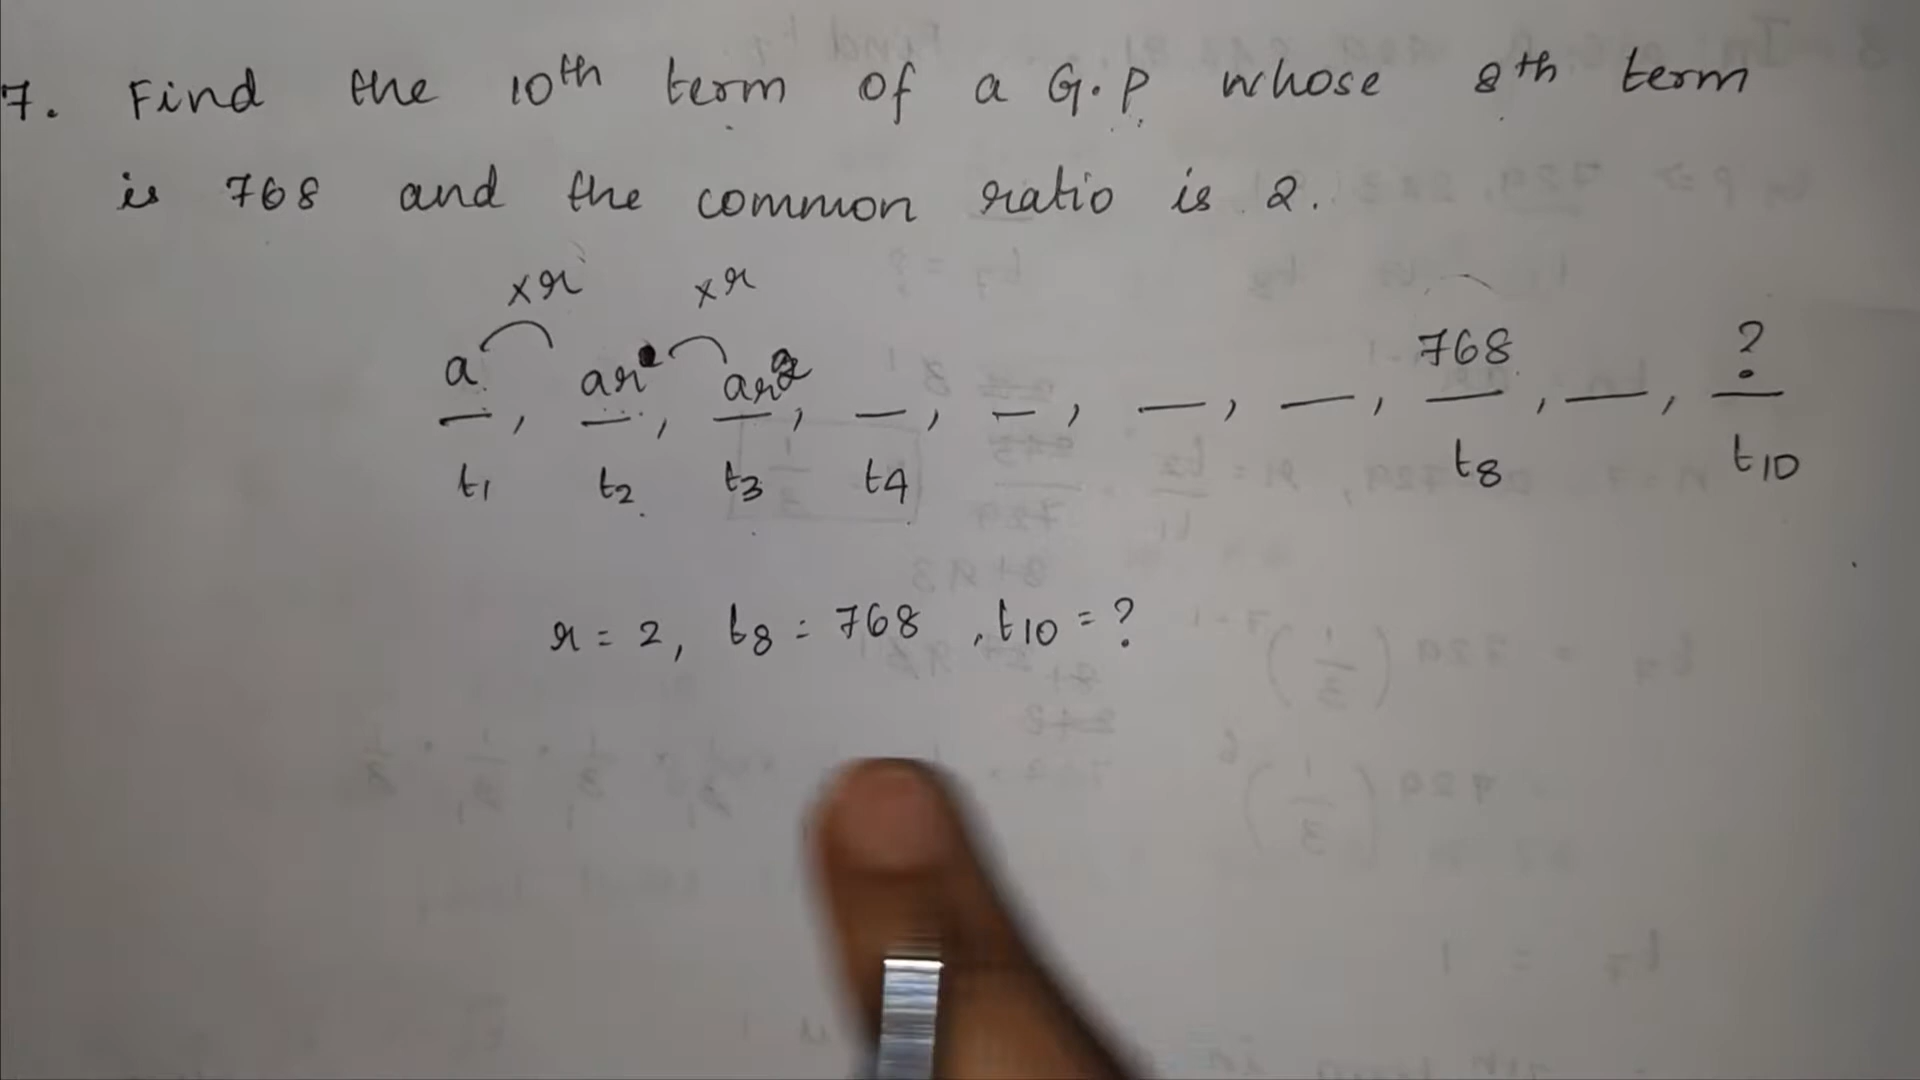 7. Find the 10th term of a G.P whose 8th term
is 768 and the common ratio is 2.
×r ×r
a, ar, ar2, —, —, —, —, 768, —, ?
t1 t2 t3 t4 t8 t10
r = 2, t8 = 768, t10 = ?